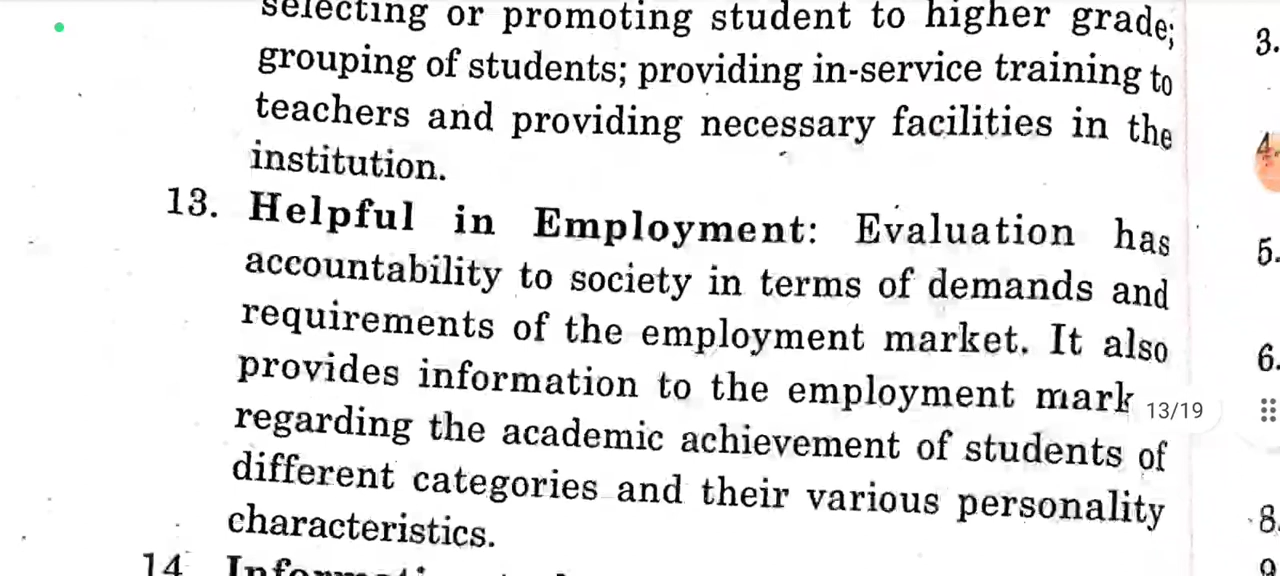 selecting or promoting student to higher grade;
grouping of students; providing in-service training to
teachers and providing necessary facilities in the
institution.
13. Helpful in Employment: Evaluation has
accountability to society in terms of demands and
requirements of the employment market. It also
provides information to the employment mark
13/19
regarding the academic achievement of students of
different categories and their various personality
characteristics.
14
3.
4.
5.
6.
8.